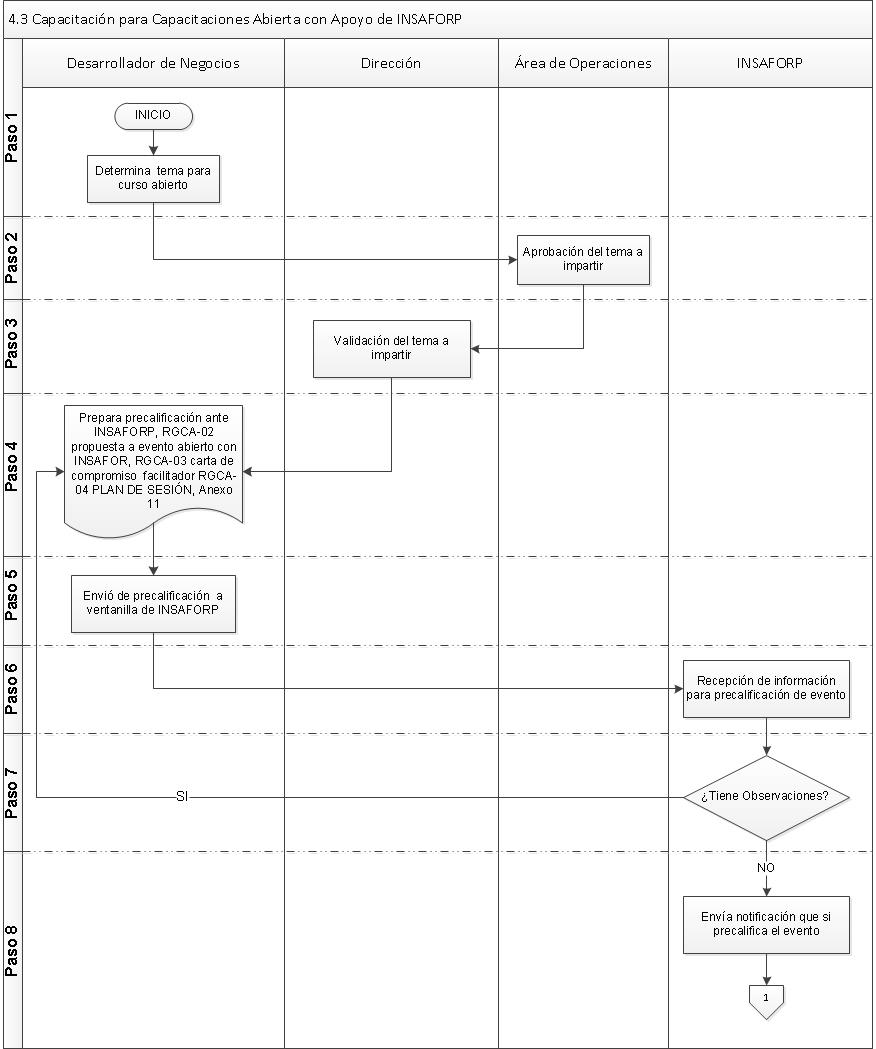 4.3 Capacitación para Capacitaciones Abierta con Apoyo de INSAFORP
Desarrollador de Negocios
Dirección
Área de Operaciones
INSAFORP
Paso 1
INICIO
Determina tema para
curso abierto
Paso 2
Aprobación del tema a
impartir
Paso 3
Validación del tema a
impartir
Paso 4
Prepara precalificación ante
INSAFORP, RGCA-02
propuesta a evento abierto con
INSAFOR, RGCA-03 carta de
compromiso facilitador RGCA-
04 PLAN DE SESIÓN, Anexo
11
Paso 5
Envió de precalificación a
ventanilla de INSAFORP
Paso 6
Recepción de información
para precalificación de evento
Paso 7
¿Tiene Observaciones?
SI
NO
Paso 8
Envía notificación que si
precalifica el evento
1